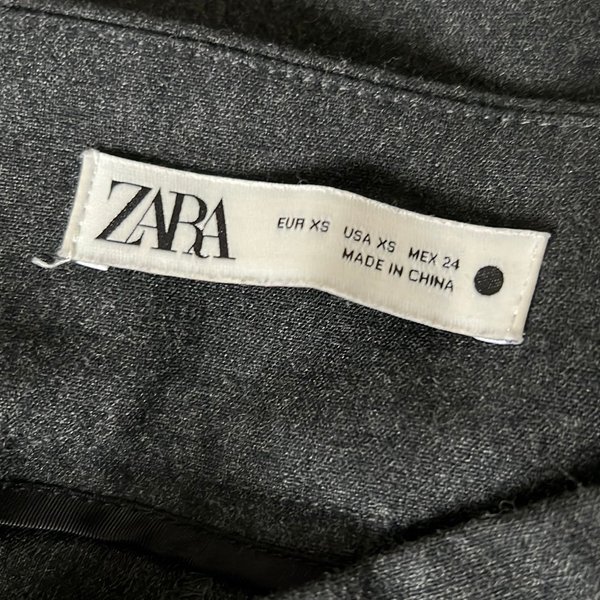 ZARA
EUR XS USA XS MEX 24
MADE IN CHINA